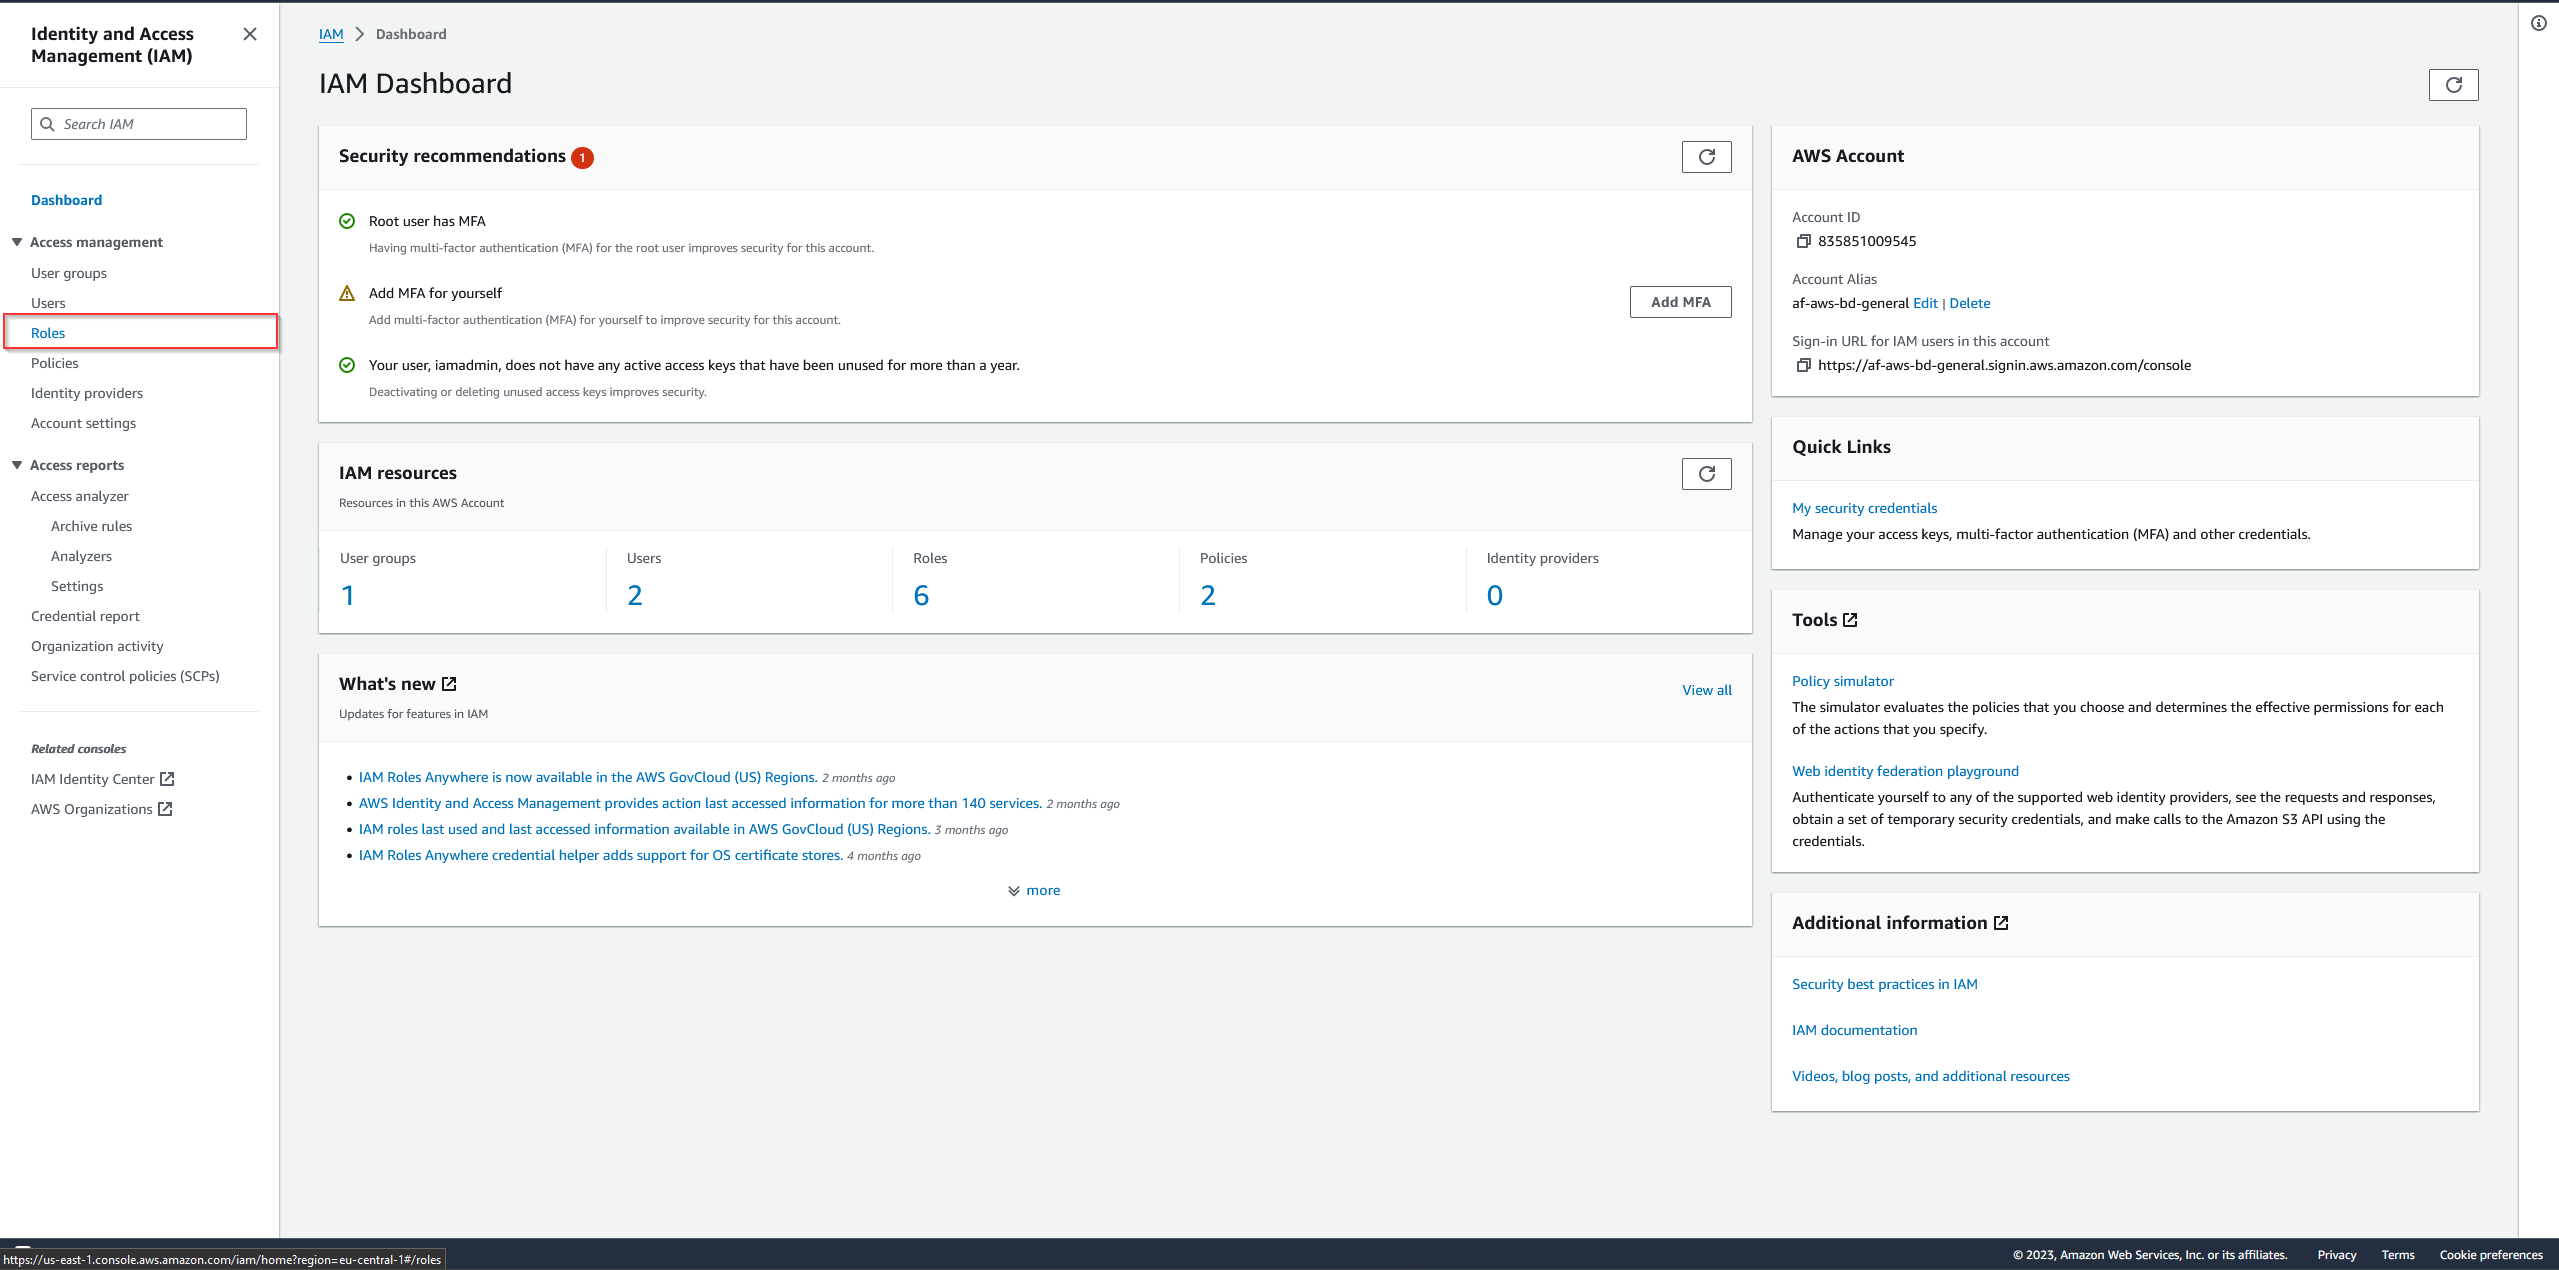 Identity and Access
Management (IAM)
Search IAM
Dashboard
Access management
User groups
Users
Roles
Policies
Identity providers
Account settings
Access reports
Access analyzer
Archive rules
Analyzers
Settings
Credential report
Organization activity
Service control policies (SCPs)
Related consoles
IAM Identity Center
AWS Organizations
IAM > Dashboard
IAM Dashboard
Security recommendations 1
Root user has MFA
Having multi-factor authentication (MFA) for the root user improves security for this account.
Add MFA for yourself
Add multi-factor authentication (MFA) for yourself to improve security for this account.
Add MFA
Your user, iamadmin, does not have any active access keys that have been unused for more than a year.
Deactivating or deleting unused access keys improves security.
IAM resources
Resources in this AWS Account
User groups
1
Users
2
Roles
6
Policies
2
Identity providers
0
What's new
Updates for features in IAM
View all
• IAM Roles Anywhere is now available in the AWS GovCloud (US) Regions. 2 months ago
• AWS Identity and Access Management provides action last accessed information for more than 140 services. 2 months ago
• IAM roles last used and last accessed information available in AWS GovCloud (US) Regions. 3 months ago
• IAM Roles Anywhere credential helper adds support for OS certificate stores. 4 months ago
more
AWS Account
Account ID
835851009545
Account Alias
af-aws-bd-general Edit | Delete
Sign-in URL for IAM users in this account
https://af-aws-bd-general.signin.aws.amazon.com/console
Quick Links
My security credentials
Manage your access keys, multi-factor authentication (MFA) and other credentials.
Tools
Policy simulator
The simulator evaluates the policies that you choose and determines the effective permissions for each
of the actions that you specify.
Web identity federation playground
Authenticate yourself to any of the supported web identity providers, see the requests and responses,
obtain a set of temporary security credentials, and make calls to the Amazon S3 API using the
credentials.
Additional information
Security best practices in IAM
IAM documentation
Videos, blog posts, and additional resources
https://us-east-1.console.aws.amazon.com/iam/home?region=eu-central-1#/roles
© 2023, Amazon Web Services, Inc. or its affiliates.
Privacy
Terms
Cookie preferences